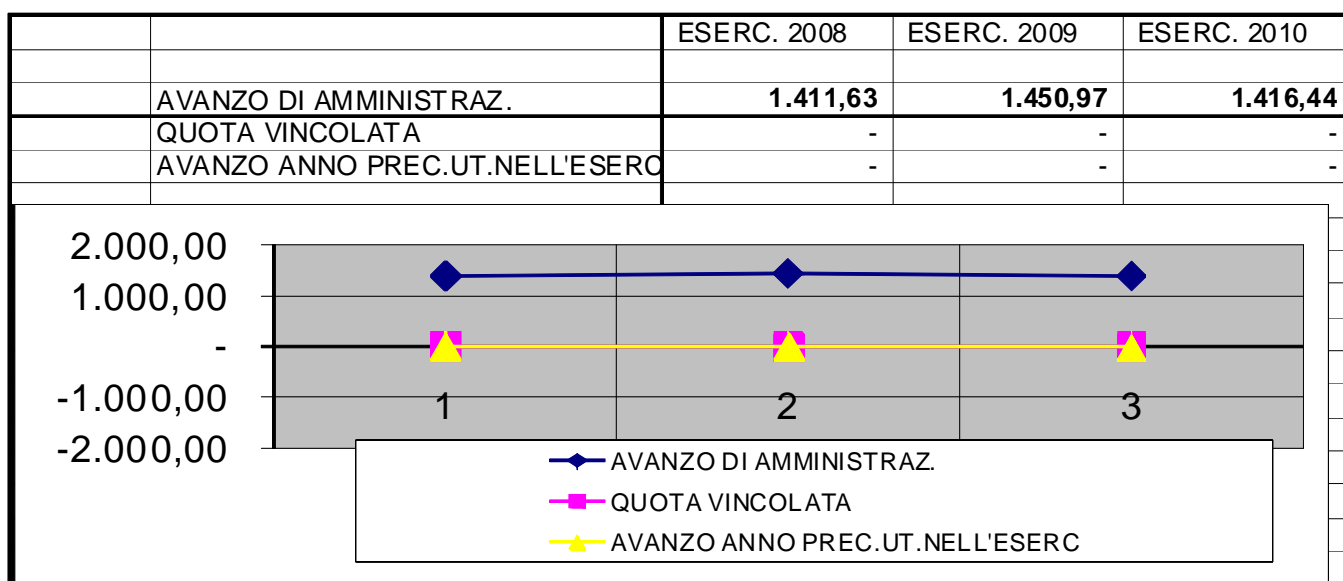 ESERC. 2008 ESERC. 2009 ESERC. 2010
AVANZO DI AMMINISTRAZ. 1.411,63 1.450,97 1.416,44
QUOTA VINCOLATA - - -
AVANZO ANNO PREC.UT.NELL'ESERC - - -
2.000,00
1.000,00
-
-1.000,00
-2.000,00
1 2 3
AVANZO DI AMMINISTRAZ.
QUOTA VINCOLATA
AVANZO ANNO PREC.UT.NELL'ESERC